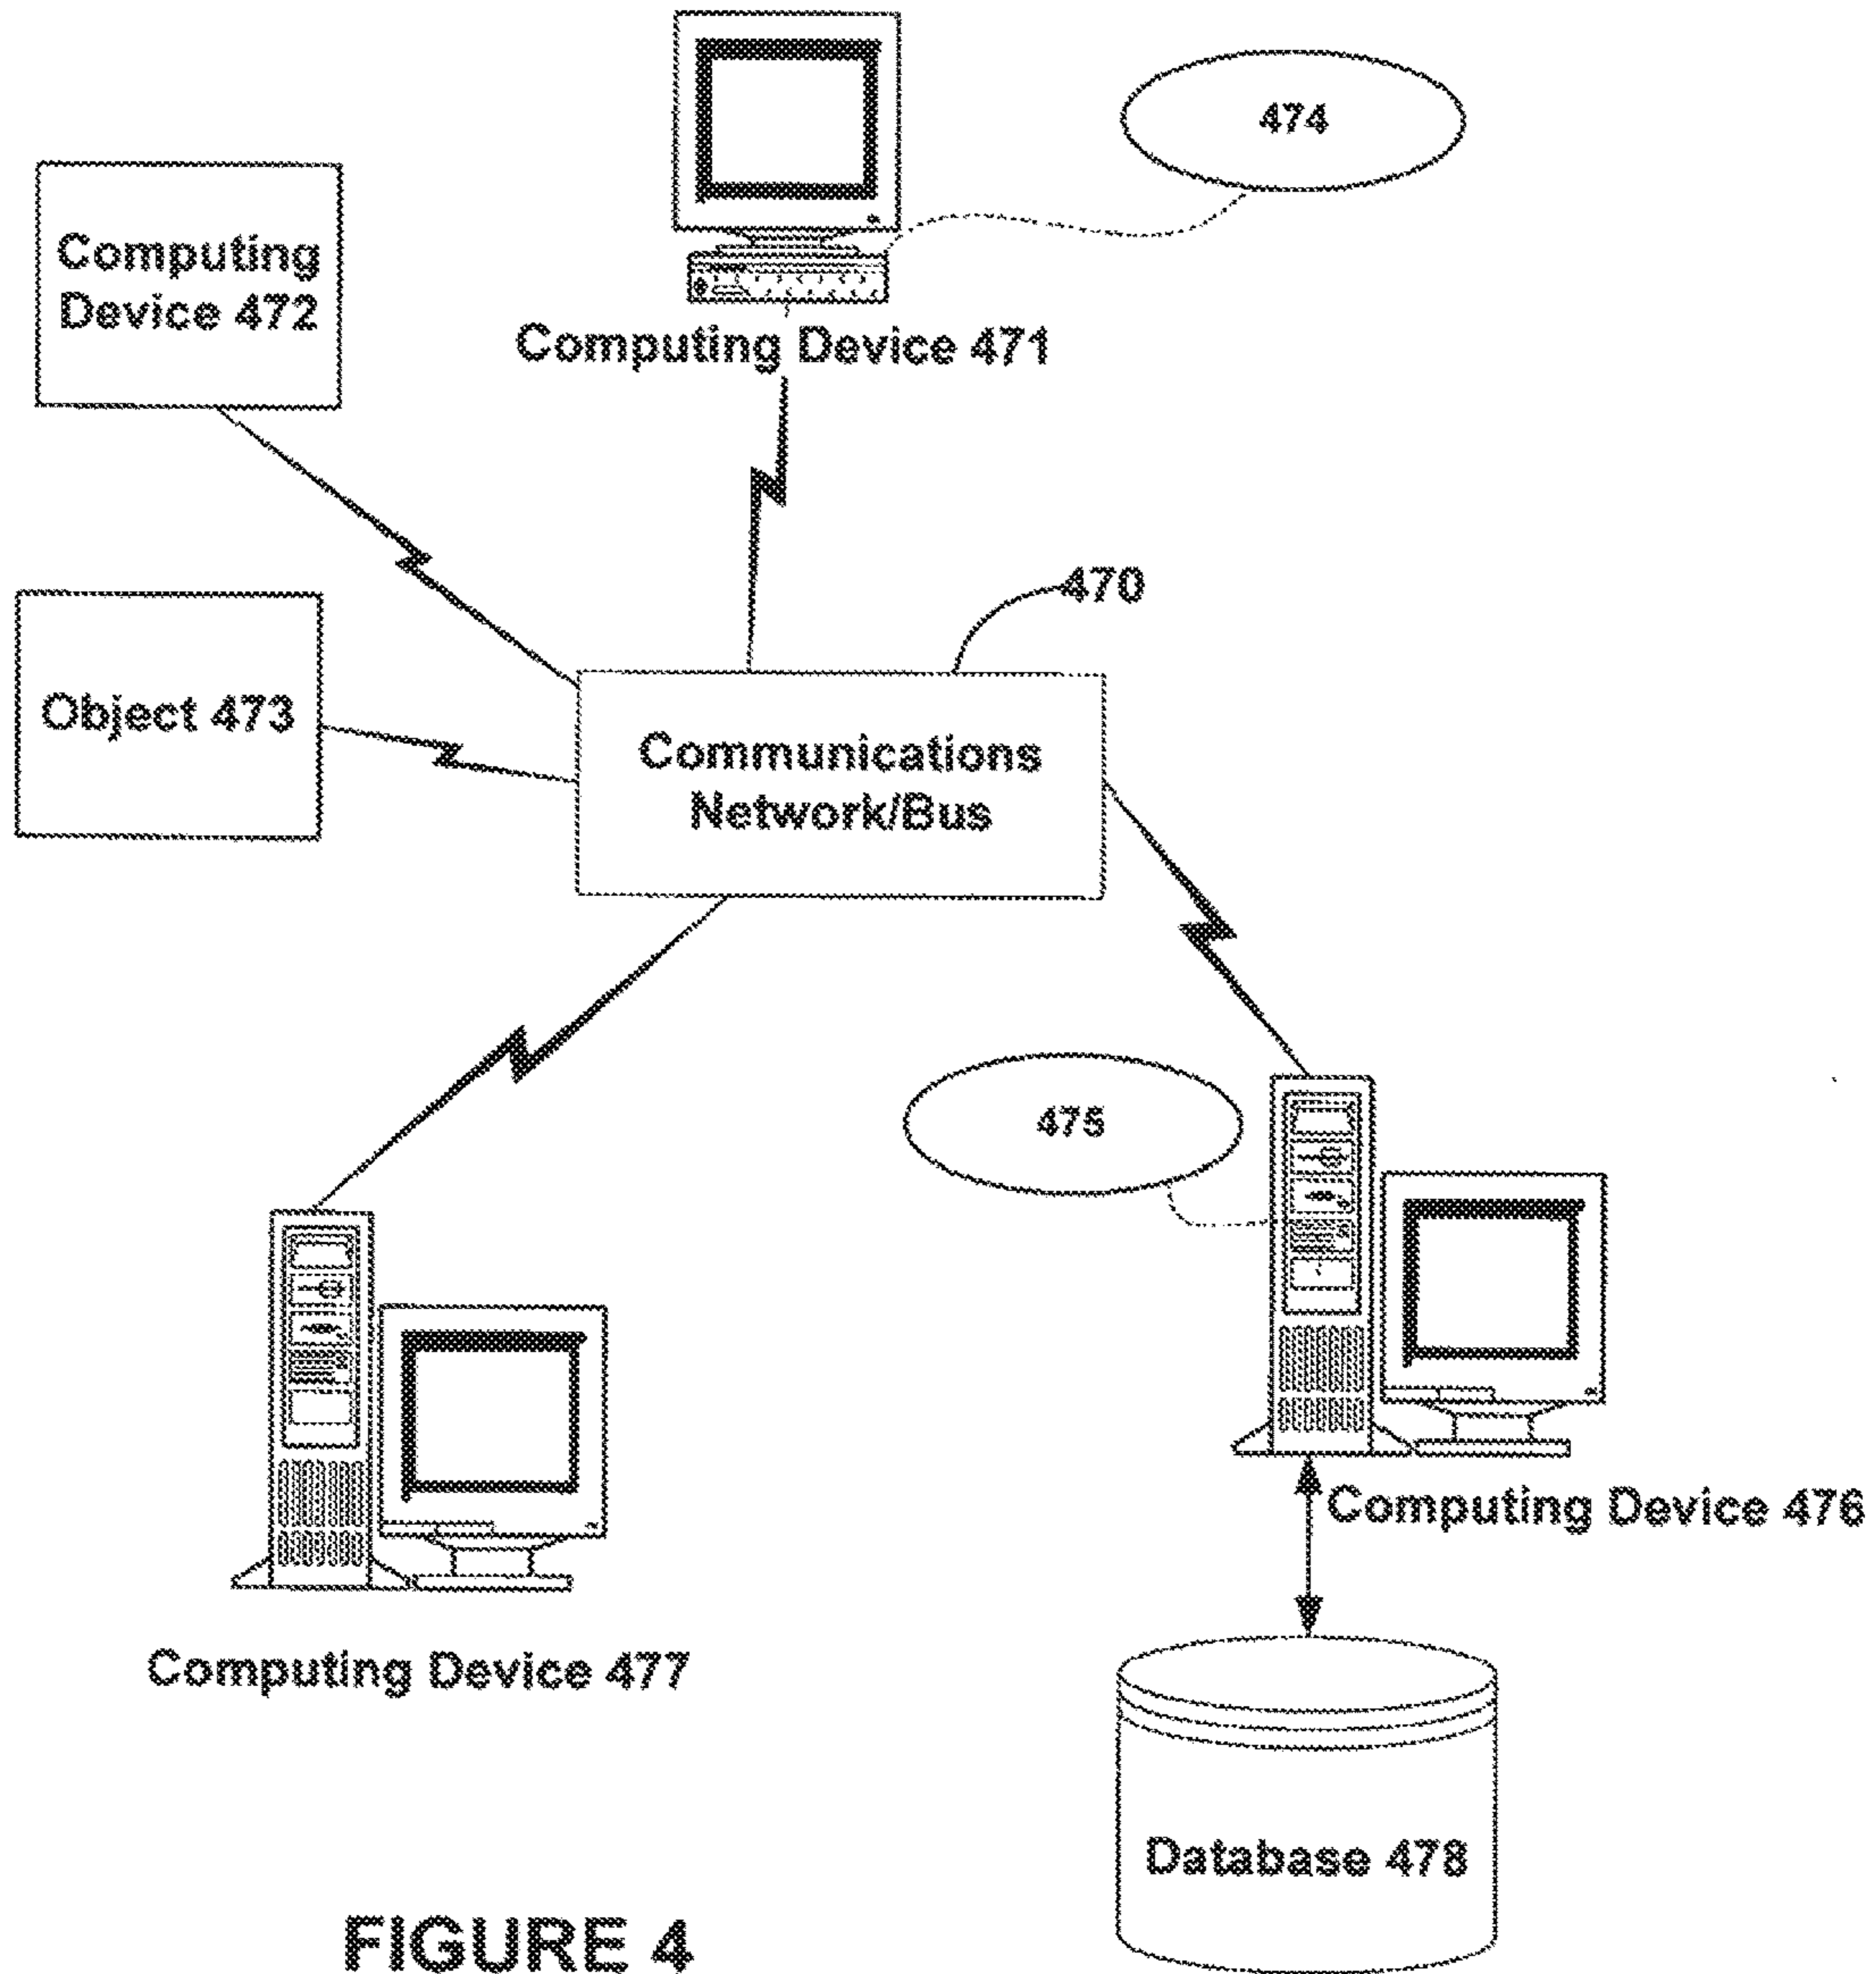 474
Computing
Device 472
Computing Device 471
470
Object 473
Communications
Network/Bus
475
Computing Device 476
Computing Device 477
Database 478
FIGURE 4